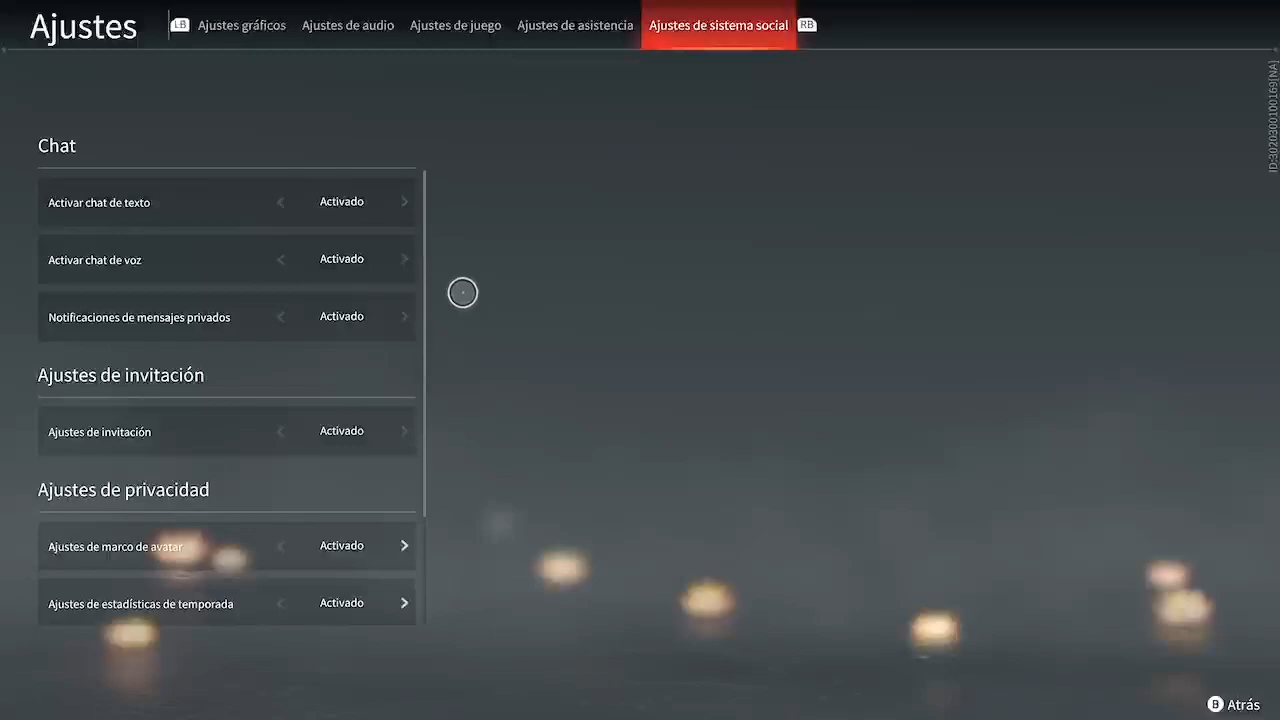 Ajustes
LB Ajustes gráficos Ajustes de audio Ajustes de juego Ajustes de asistencia Ajustes de sistema social RB
ID:3020300100169[NA]
Chat
Activar chat de texto Activado
Activar chat de voz Activado
Notificaciones de mensajes privados Activado
Ajustes de invitación
Ajustes de invitación Activado
Ajustes de privacidad
Ajustes de marco de avatar Activado
Ajustes de estadísticas de temporada Activado
B Atrás